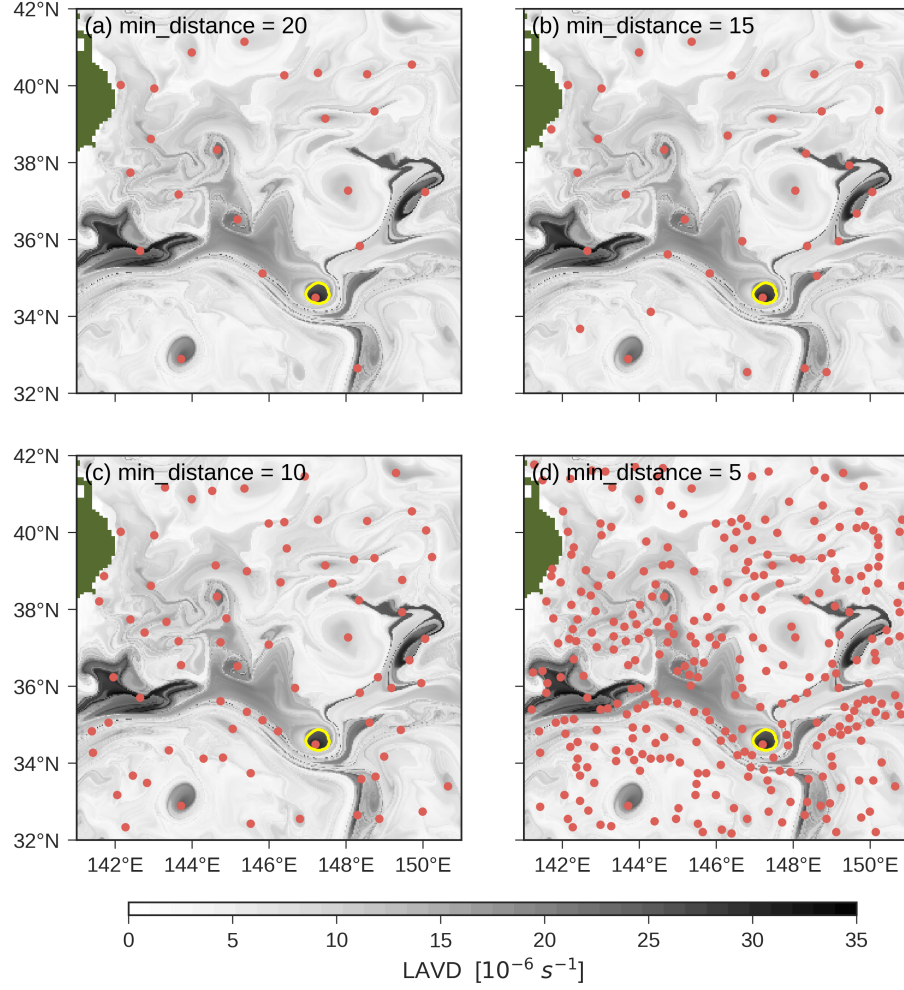 (a) min_distance = 20
(b) min_distance = 15
42°N
40°N
38°N
36°N
34°N
32°N
(c) min_distance = 10
(d) min_distance = 5
42°N
40°N
38°N
36°N
34°N
32°N
142°E 144°E 146°E 148°E 150°E
142°E 144°E 146°E 148°E 150°E
0 5 10 15 20 25 30 35
LAVD [10⁻⁶ s⁻¹]